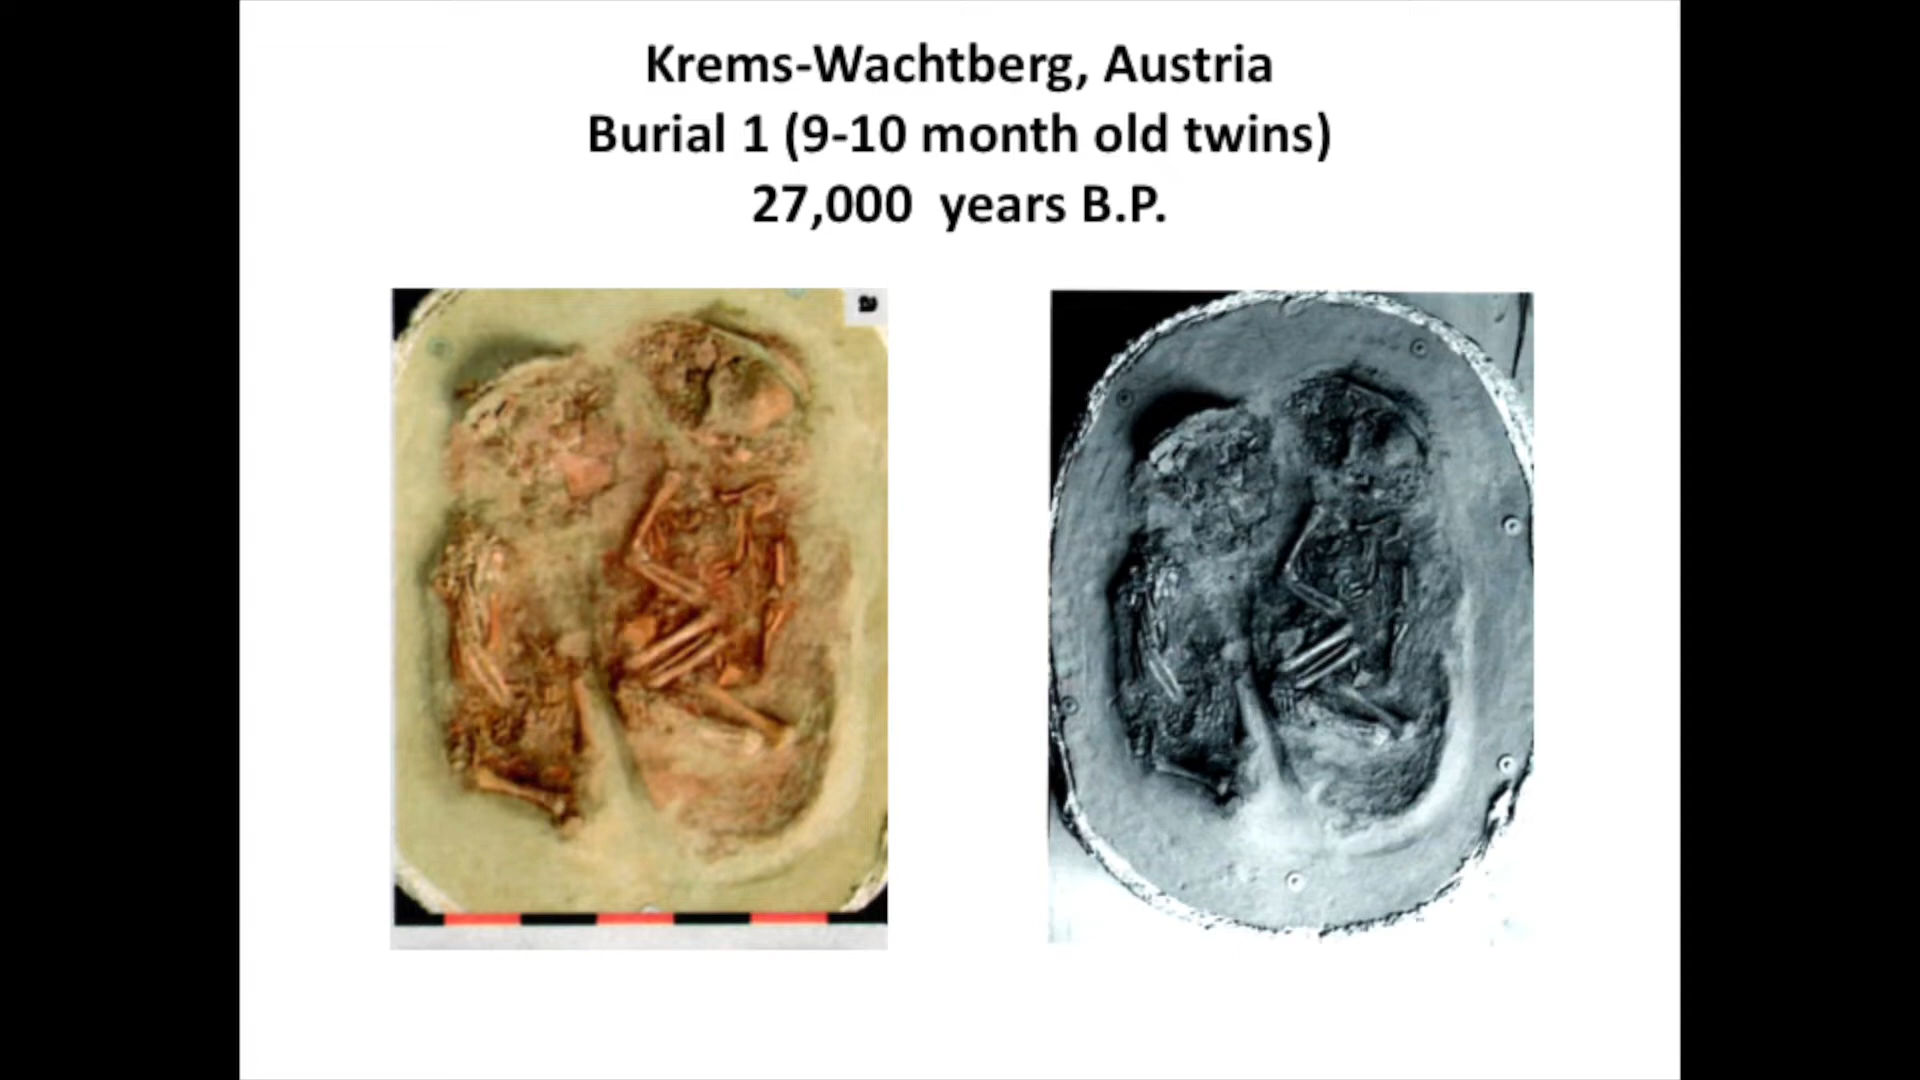 Krems-Wachtberg, Austria
Burial 1 (9-10 month old twins)
27,000 years B.P.